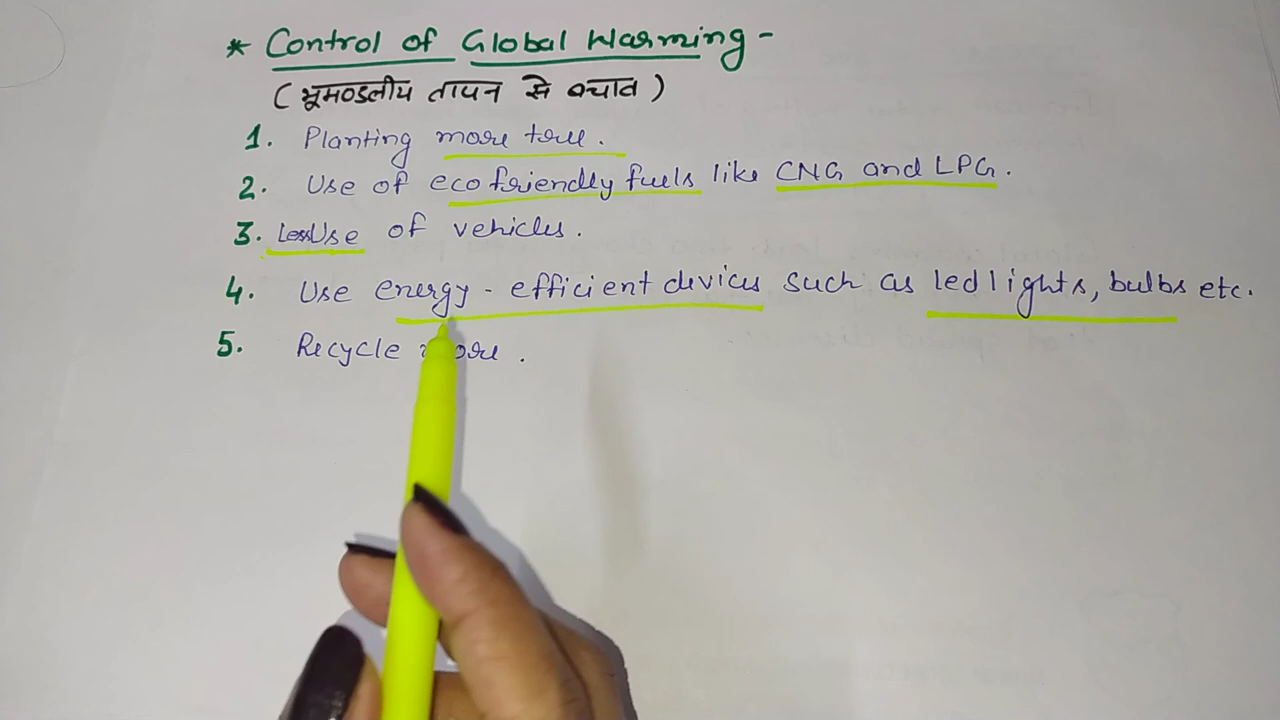 * Control of Global Warming -
(भूमण्डलीय तापन से बचाव)
1. Planting more tree.
2. Use of ecofriendly fuels like CNG and LPG.
3. Less Use of vehicles.
4. Use energy - efficient devices such as led lights, bulbs etc.
5. Recycle more.